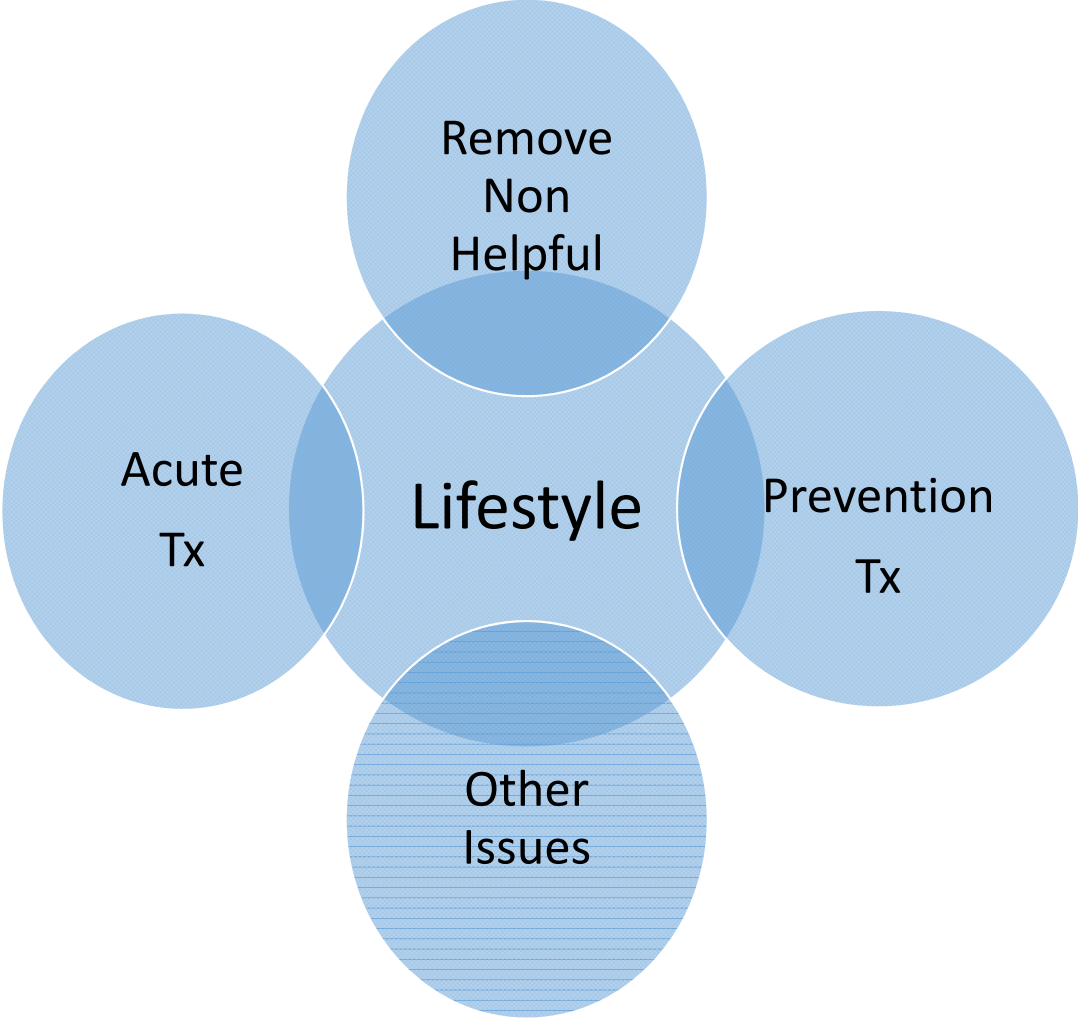 Remove
Non
Helpful
Acute
Tx
Lifestyle
Prevention
Tx
Other
Issues